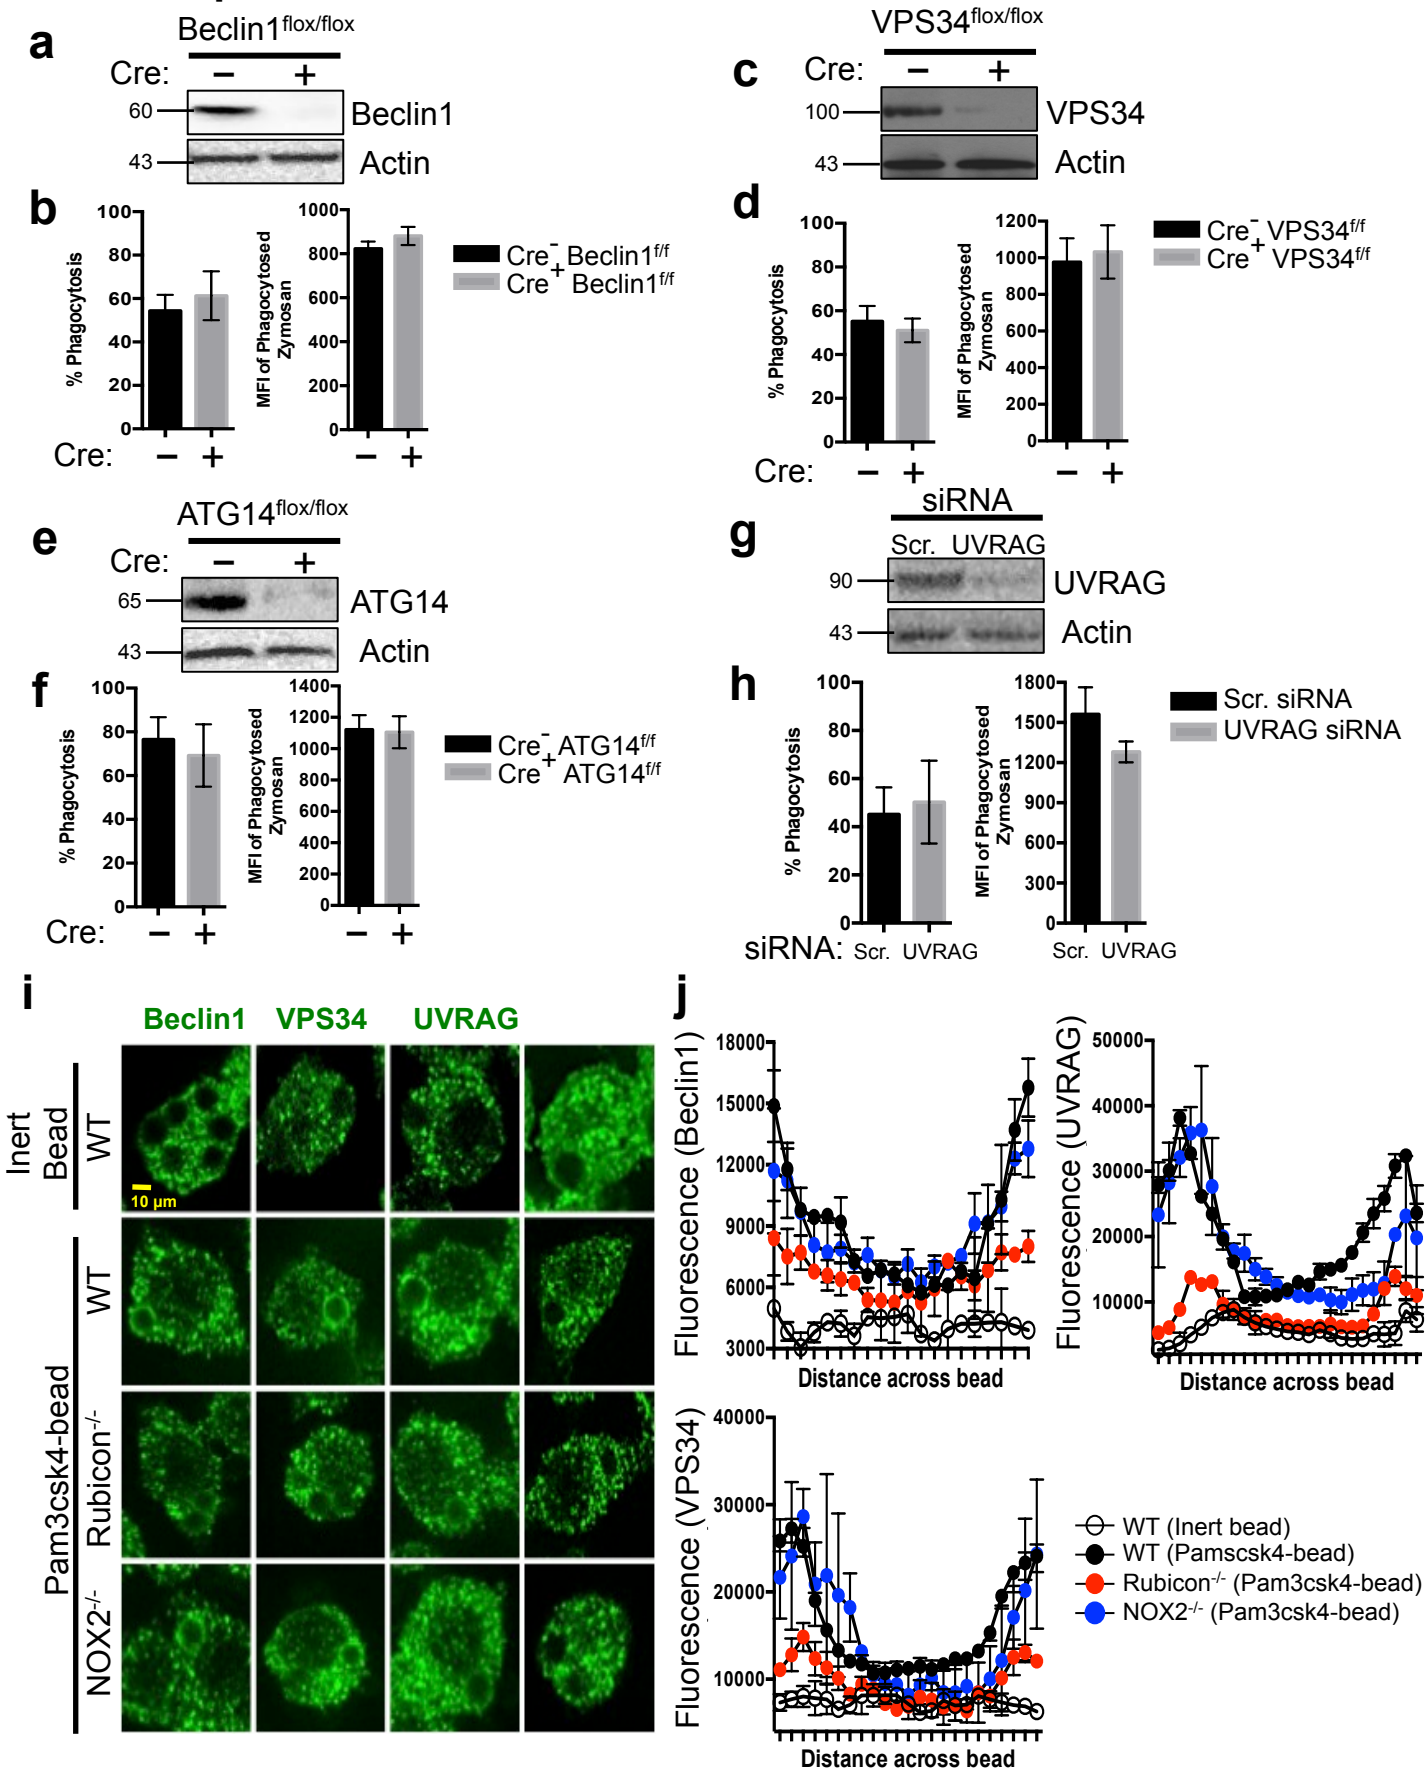 a
Beclin1flox/flox
Cre: − +
60 Beclin1
43 Actin
c
VPS34flox/flox
Cre: − +
100 VPS34
43 Actin
b
% Phagocytosis
100
80
60
40
20
0
MFI of Phagocytosed
Zymosan
1000
800
600
400
200
0
Cre− Beclin1f/f
Cre+ Beclin1f/f
Cre: − + − +
d
% Phagocytosis
100
80
60
40
20
0
MFI of Phagocytosed
Zymosan
1200
1000
800
600
400
200
0
Cre− VPS34f/f
Cre+ VPS34f/f
Cre: − + − +
e
ATG14flox/flox
Cre: − +
65 ATG14
43 Actin
g
siRNA
Scr. UVRAG
90 UVRAG
43 Actin
f
% Phagocytosis
100
80
60
40
20
0
MFI of Phagocytosed
Zymosan
1400
1200
1000
800
600
400
200
0
Cre− ATG14f/f
Cre+ ATG14f/f
Cre: − + − +
h
% Phagocytosis
100
80
60
40
20
0
MFI of Phagocytosed
Zymosan
1800
1500
1200
900
600
300
0
Scr. siRNA
UVRAG siRNA
siRNA: Scr. UVRAG Scr. UVRAG
i
Beclin1 VPS34 UVRAG
Inert
Bead
WT
10 µm
Pam3csk4-bead
WT
Rubicon-/-
NOX2-/-
j
Fluorescence (Beclin1)
18000
15000
12000
9000
6000
3000
Distance across bead
Fluorescence (UVRAG)
50000
40000
30000
20000
10000
Distance across bead
Fluorescence (VPS34)
40000
30000
20000
10000
Distance across bead
WT (Inert bead)
WT (Pamscsk4-bead)
Rubicon-/- (Pam3csk4-bead)
NOX2-/- (Pam3csk4-bead)